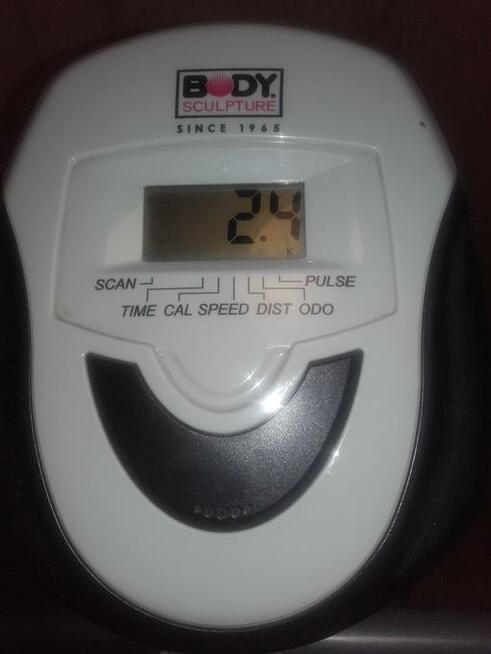 BODY.
SCULPTURE
SINCE 1965
2.4
K
SCAN PULSE
TIME CAL SPEED DIST ODO